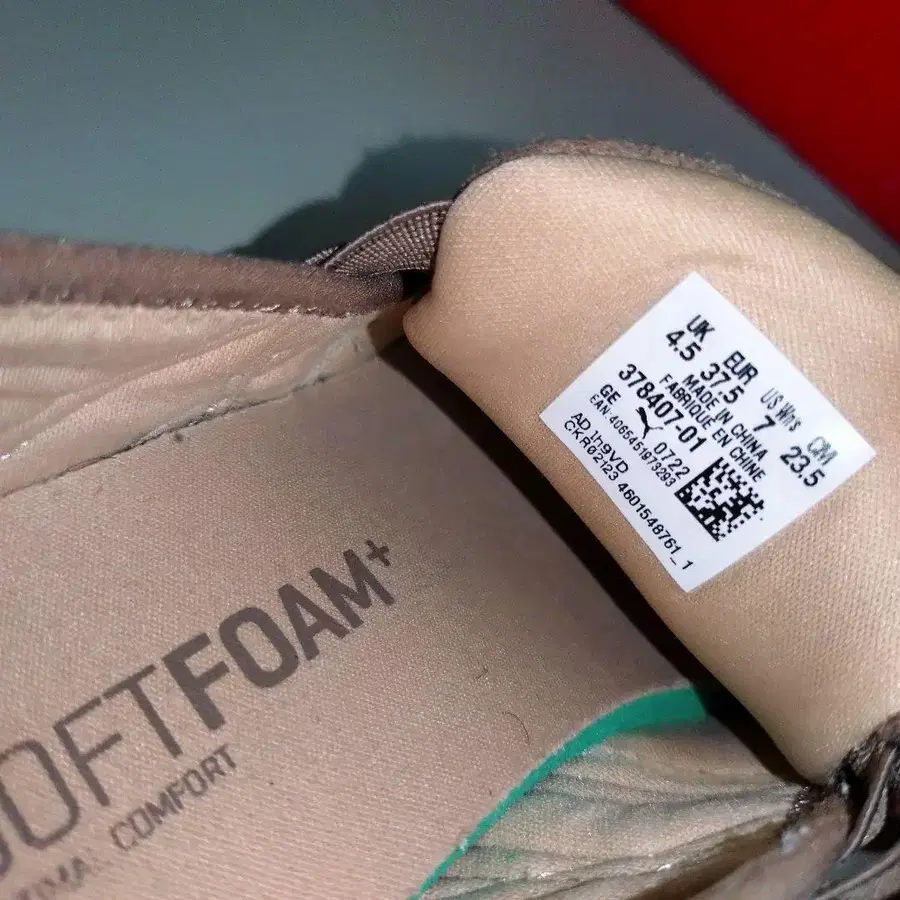 UK EUR US Wn's CM
4.5 37.5 7 23.5
MADE IN CHINA
FABRIQUE EN CHINE
378407-01
GE 0722
EAN:4065451973293
AD 1h9VD
CKR02123 4601548761_1
SOFTFOAM+
COMFORT